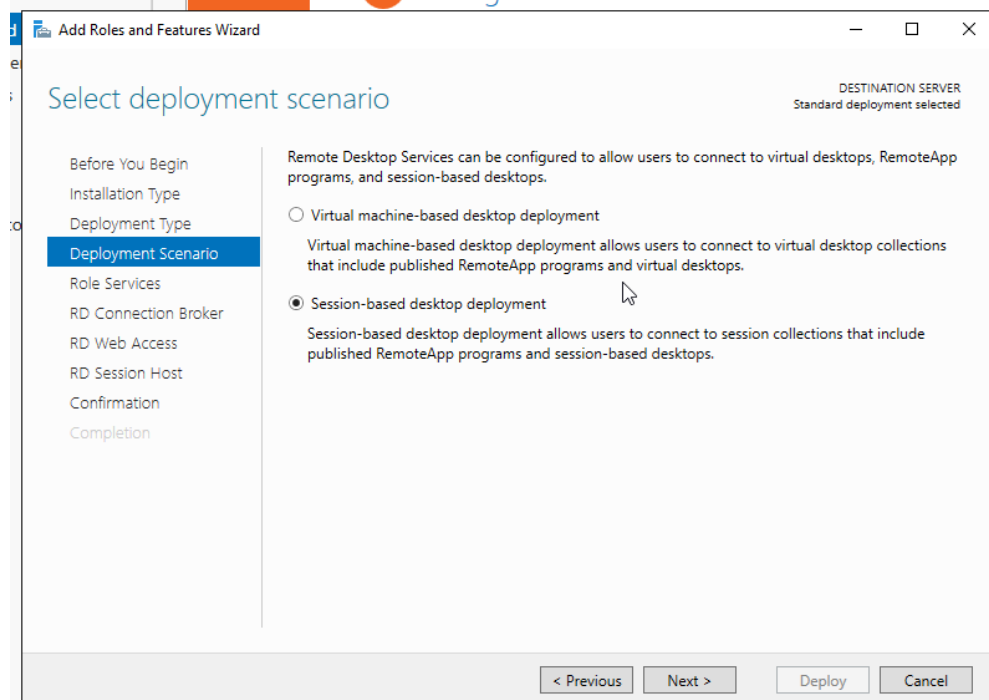 Add Roles and Features Wizard
Select deployment scenario
DESTINATION SERVER
Standard deployment selected
Before You Begin
Installation Type
Deployment Type
Deployment Scenario
Role Services
RD Connection Broker
RD Web Access
RD Session Host
Confirmation
Completion
Remote Desktop Services can be configured to allow users to connect to virtual desktops, RemoteApp
programs, and session-based desktops.
Virtual machine-based desktop deployment
Virtual machine-based desktop deployment allows users to connect to virtual desktop collections
that include published RemoteApp programs and virtual desktops.
Session-based desktop deployment
Session-based desktop deployment allows users to connect to session collections that include
published RemoteApp programs and session-based desktops.
< Previous
Next >
Deploy
Cancel